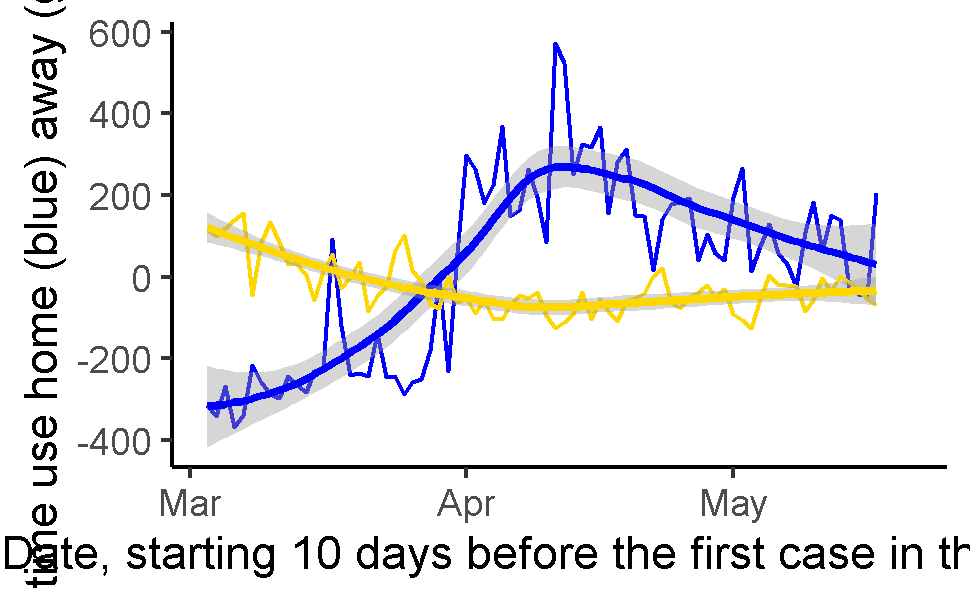 time use home (blue) away (
600
400
200
0
-200
-400
Mar Apr May
Date, starting 10 days before the first case in th